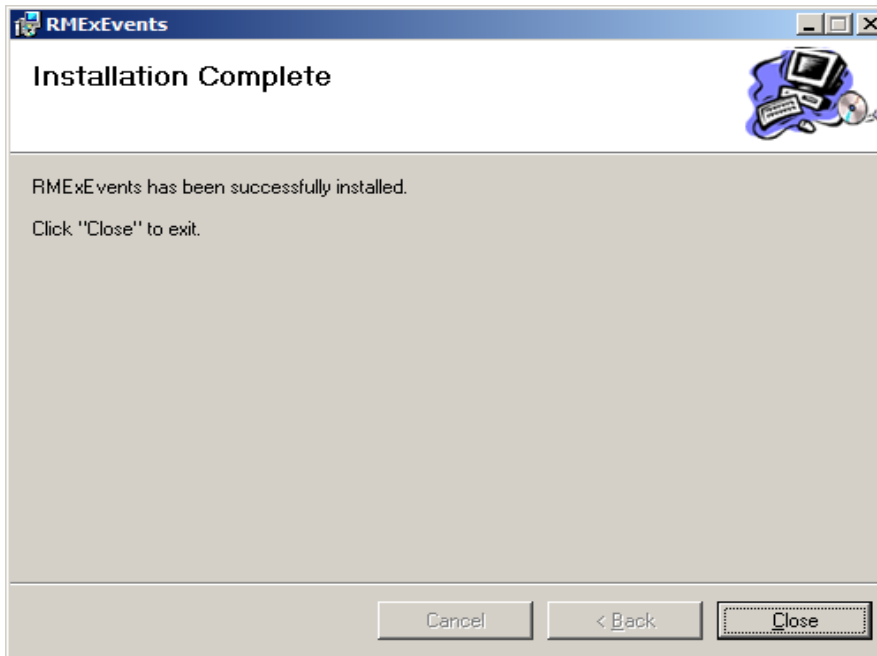 RMExEvents
Installation Complete
RMExEvents has been successfully installed.
Click "Close" to exit.
Cancel
< Back
Close